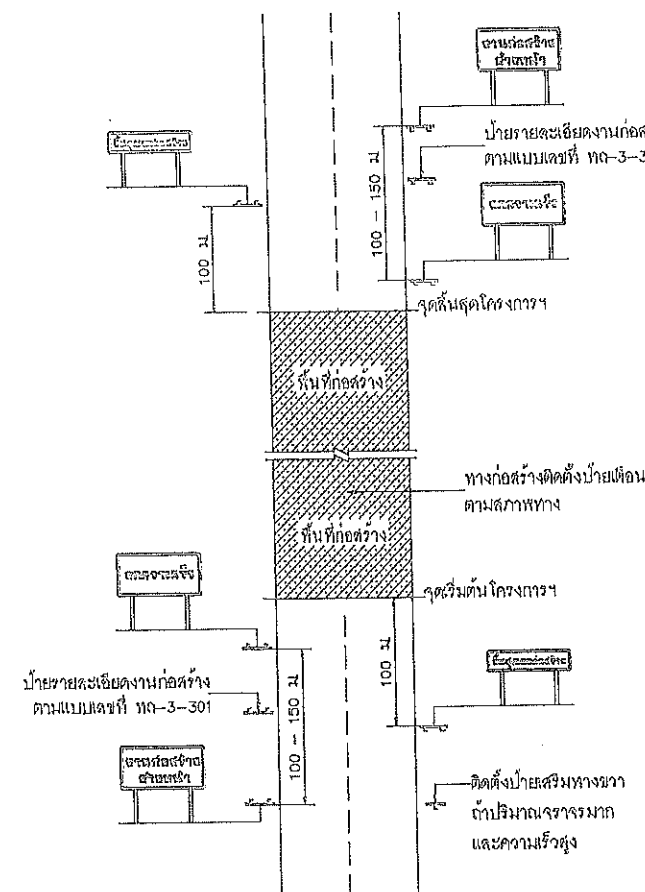 งานก่อสร้าง
ข้างหน้า
ป้ายรายละเอียดงานก่อส
ตามแบบเลขที่ ทถ-3-3
100 - 150 ม
100 ม
จุดสิ้นสุดโครงการฯ
พื้นที่ก่อสร้าง
ทางก่อสร้างติดตั้งป้ายเตือน
ตามสภาพทาง
พื้นที่ก่อสร้าง
จุดเริ่มต้นโครงการฯ
100 ม
ป้ายรายละเอียดงานก่อสร้าง
ตามแบบเลขที่ ทถ-3-301
100 - 150 ม
งานก่อสร้าง
ข้างหน้า
ติดตั้งป้ายเสริมทางขวา
ถ้าปริมาณจราจรมาก
และความเร็วสูง